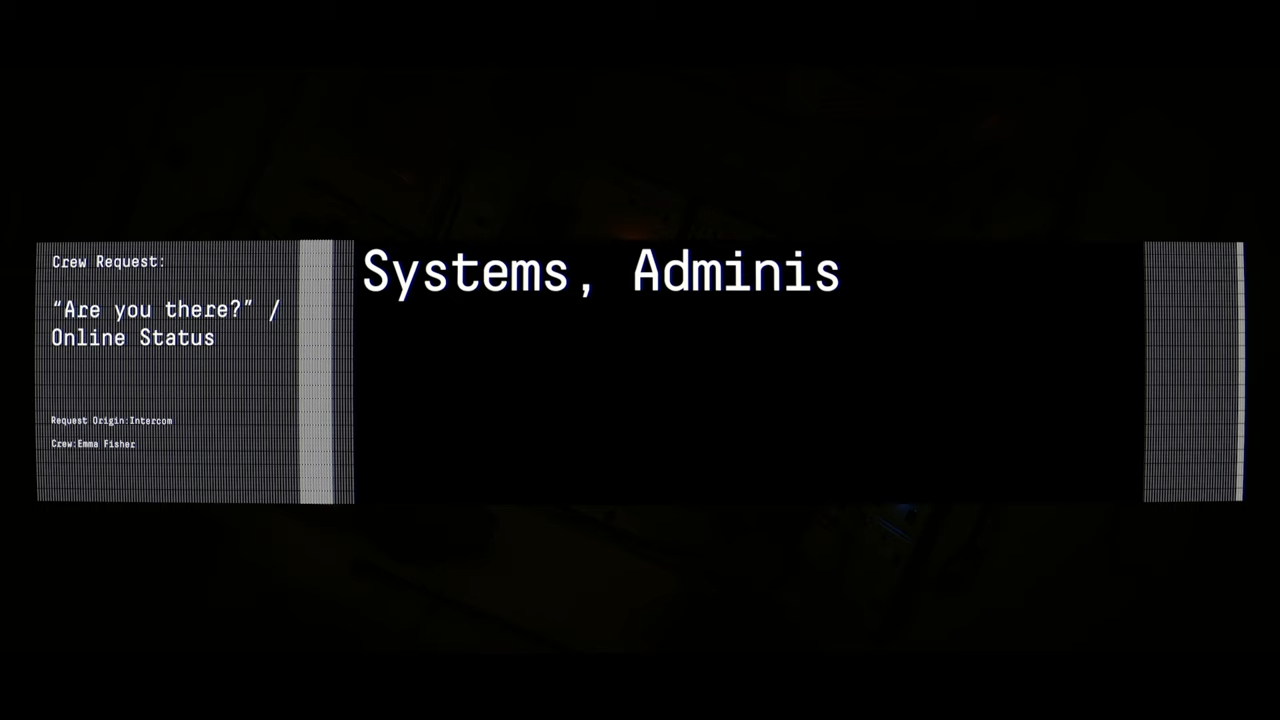 Crew Request:
“Are you there?” /
Online Status
Request Origin:Intercom
Crew:Emma Fisher
Systems, Adminis